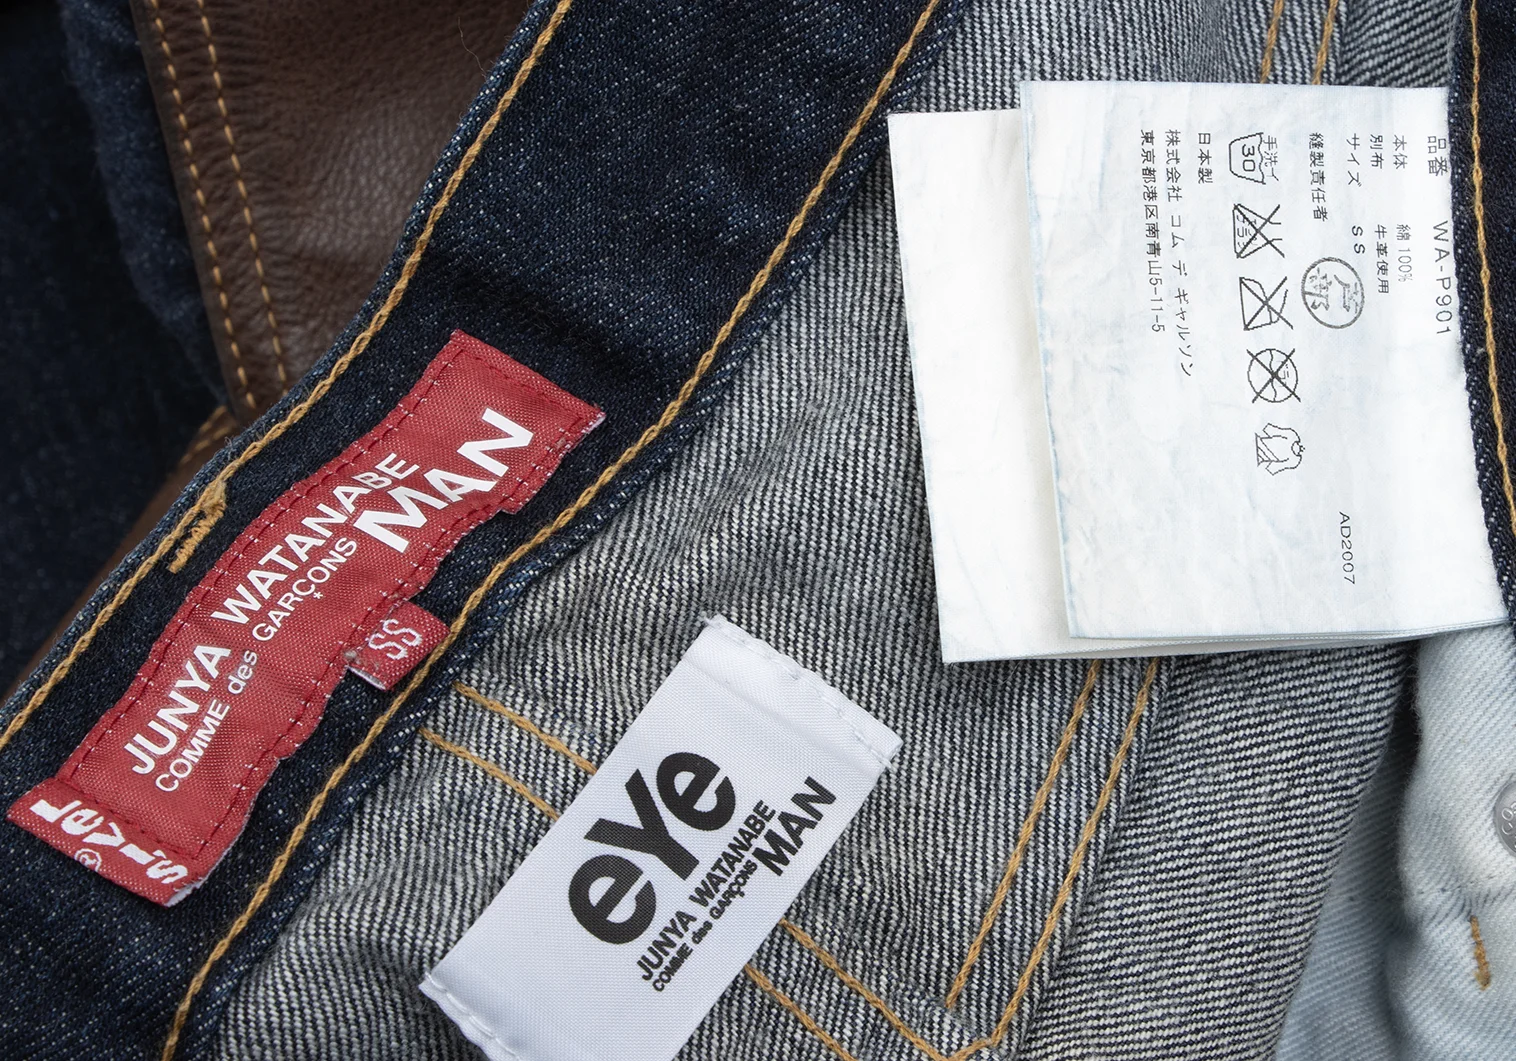 JUNYA WATANABE
COMME des GARÇONS
MAN
SS
Levi's®
eYe
JUNYA WATANABE
COMME des GARÇONS
MAN
品番 WA-P901
本体 綿 100%
別布 牛革使用
サイズ SS
縫製責任者
手洗イ
30
日本製
株式会社 コム デ ギャルソン
東京都港区南青山5-11-5
AD2007